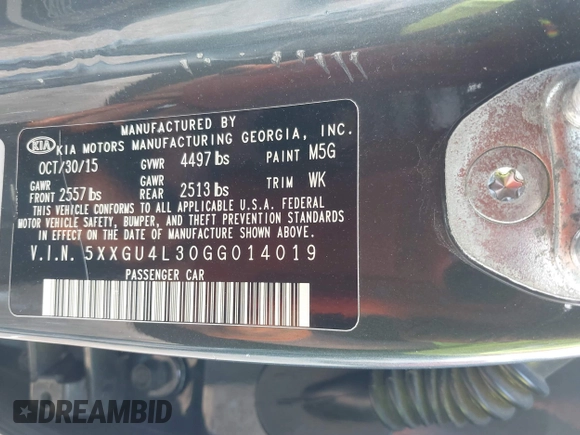 MANUFACTURED BY
KIA KIA MOTORS MANUFACTURING GEORGIA, INC.
OCT/30/15 GVWR 4497 lbs PAINT M5G
GAWR FRONT 2557 lbs GAWR REAR 2513 lbs TRIM WK
THIS VEHICLE CONFORMS TO ALL APPLICABLE U.S.A. FEDERAL
MOTOR VEHICLE SAFETY, BUMPER, AND THEFT PREVENTION STANDARDS
IN EFFECT ON THE DATE OF MANUFACTURE SHOWN ABOVE.
V.I.N. 5XXGU4L30GG014019
PASSENGER CAR
DREAMBID